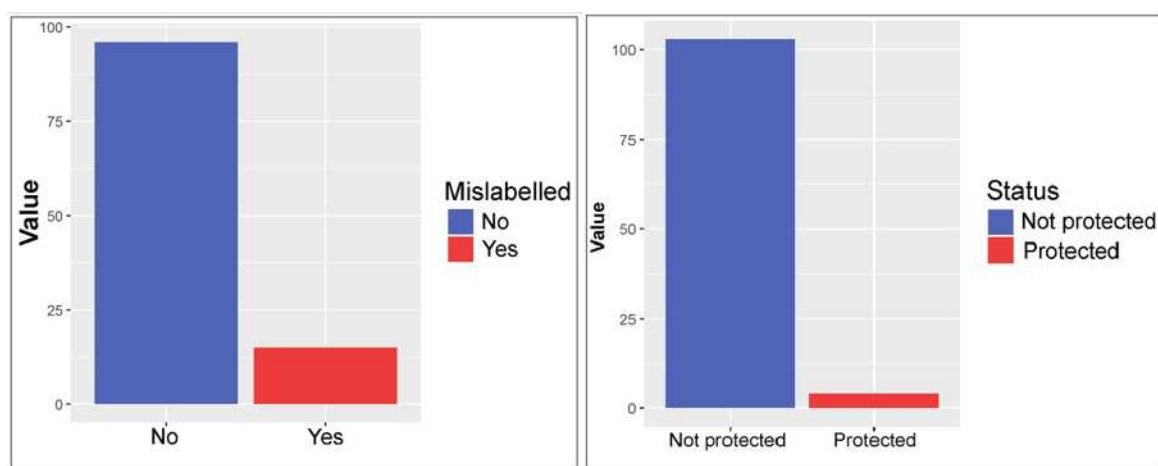 100
75
50
25
0
Value
No
Yes
Mislabelled
No
Yes
100
75
50
25
0
Value
Not protected
Protected
Status
Not protected
Protected